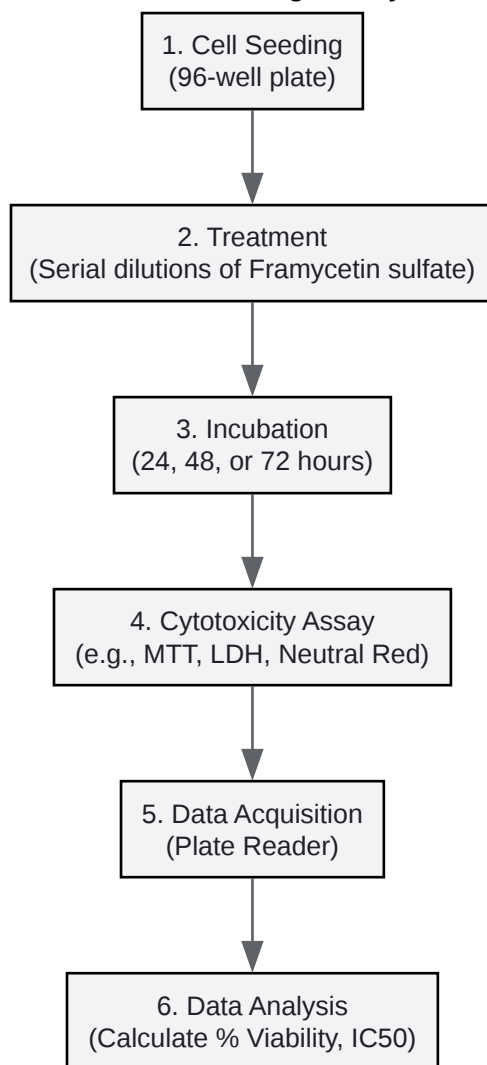 1. Cell Seeding
(96-well plate)
2. Treatment
(Serial dilutions of Framycetin sulfate)
3. Incubation
(24, 48, or 72 hours)
4. Cytotoxicity Assay
(e.g., MTT, LDH, Neutral Red)
5. Data Acquisition
(Plate Reader)
6. Data Analysis
(Calculate % Viability, IC50)